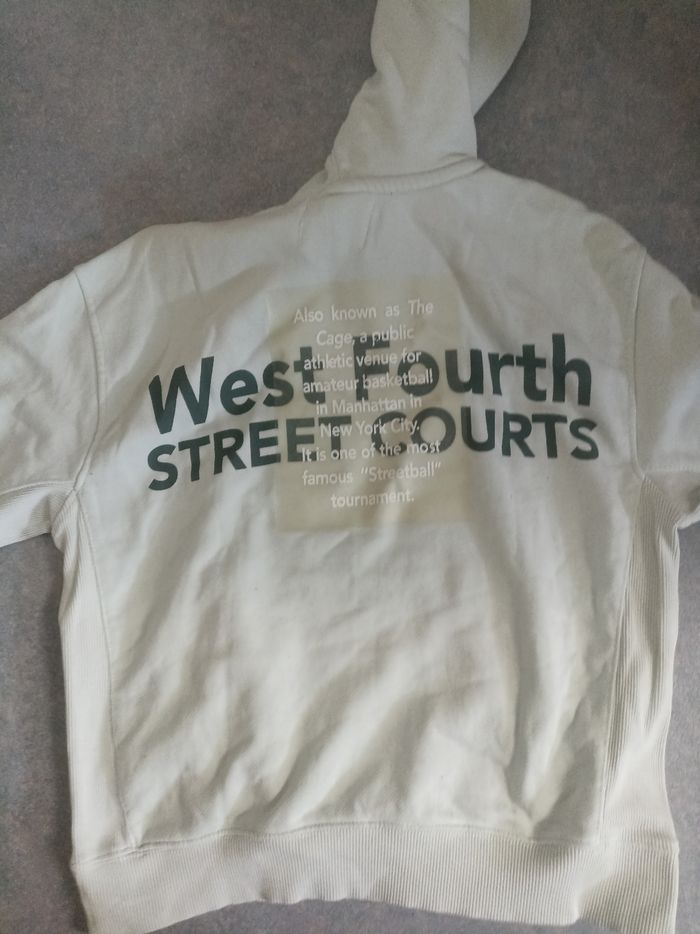 Also known as The
Cage, a public
athletic venue for
amateur basketball
in Manhattan in
New York City.
It is one of the most
famous "Streetball"
tournament.
West Fourth
STREET COURTS